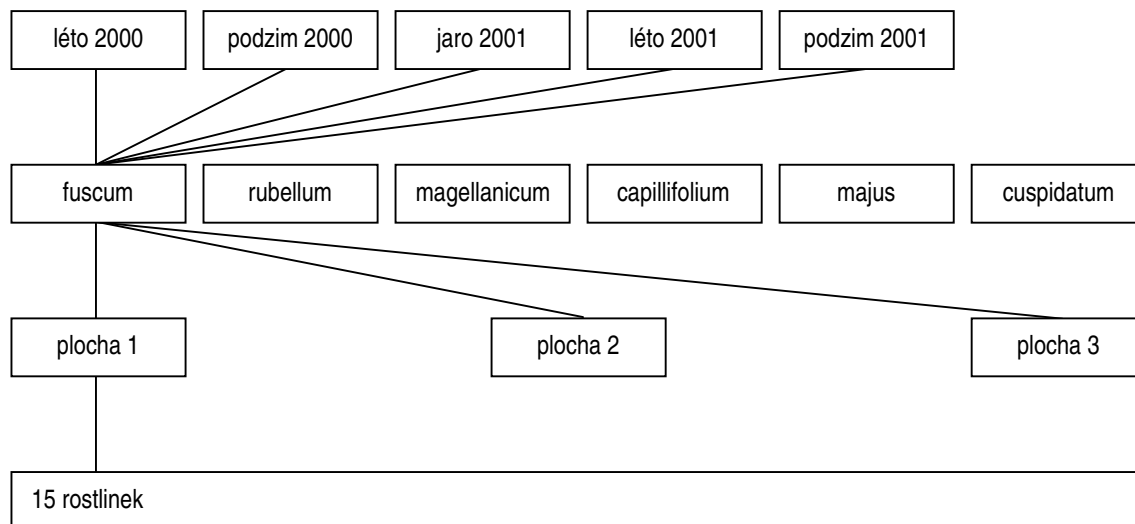 léto 2000
podzim 2000
jaro 2001
léto 2001
podzim 2001
fuscum
rubellum
magellanicum
capillifolium
majus
cuspidatum
plocha 1
plocha 2
plocha 3
15 rostlinek